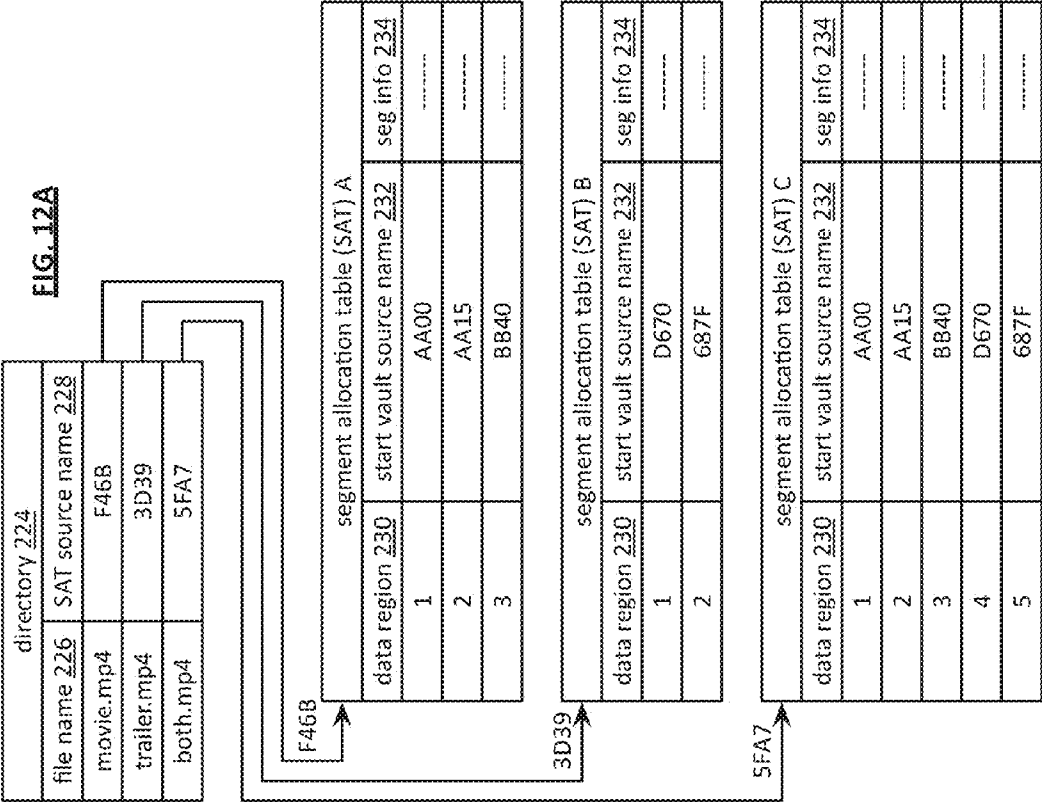 FIG. 12A
directory 224
file name 226 SAT source name 228
movie.mp4 F46B
trailer.mp4 3D39
both.mp4 5FA7
F46B
segment allocation table (SAT) A
data region 230 start vault source name 232 seg info 234
1 AA00 -------
2 AA15 -------
3 BB40 -------
3D39
segment allocation table (SAT) B
data region 230 start vault source name 232 seg info 234
1 D670 -------
2 687F -------
5FA7
segment allocation table (SAT) C
data region 230 start vault source name 232 seg info 234
1 AA00 -------
2 AA15 -------
3 BB40 -------
4 D670 -------
5 687F -------